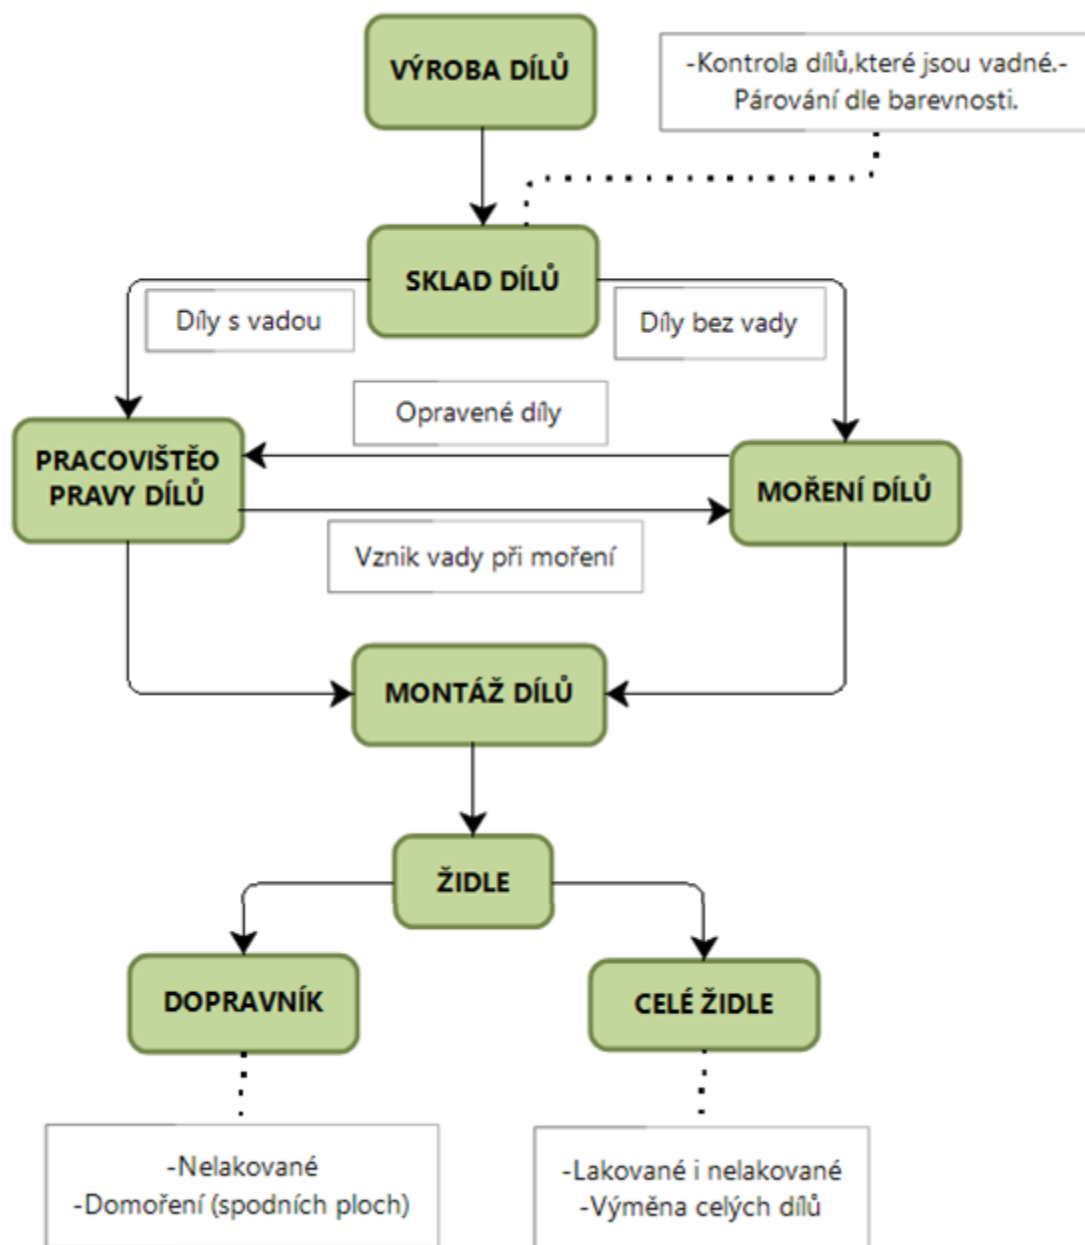 VÝROBA DÍLŮ
-Kontrola dílů,které jsou vadné.-
Párování dle barevnosti.
SKLAD DÍLŮ
Díly s vadou
Díly bez vady
Opravené díly
PRACOVIŠTĚO
PRAVY DÍLŮ
MOŘENÍ DÍLŮ
Vznik vady při moření
MONTÁŽ DÍLŮ
ŽIDLE
DOPRAVNÍK
CELÉ ŽIDLE
-Nelakované
-Domoření (spodních ploch)
-Lakované i nelakované
-Výměna celých dílů